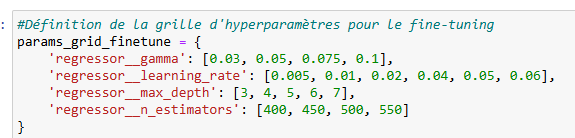 :
#Définition de la grille d'hyperparamètres pour le fine-tuning
params_grid_finetune = {
    'regressor__gamma': [0.03, 0.05, 0.075, 0.1],
    'regressor__learning_rate': [0.005, 0.01, 0.02, 0.04, 0.05, 0.06],
    'regressor__max_depth': [3, 4, 5, 6, 7],
    'regressor__n_estimators': [400, 450, 500, 550]
}